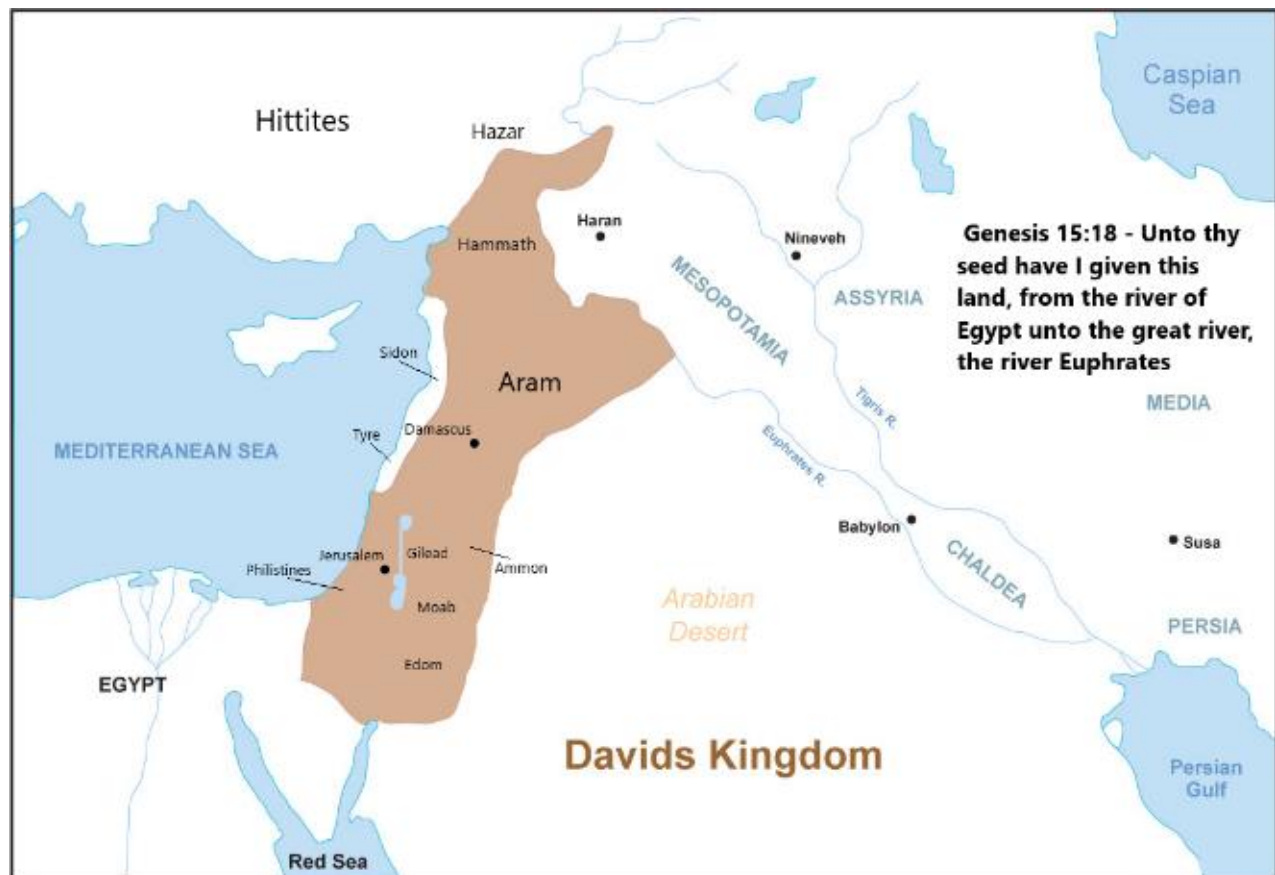 Caspian
Sea
Hittites
Hazar
Haran
Hammath
Nineveh
MESOPOTAMIA
ASSYRIA
Genesis 15:18 - Unto thy
seed have I given this
land, from the river of
Egypt unto the great river,
the river Euphrates
Sidon
Aram
Tigris R.
MEDIA
Tyre
Damascus
MEDITERRANEAN SEA
Euphrates R.
Babylon
Susa
Jerusalem
Gilead
Philistines
Ammon
CHALDEA
Moab
Arabian
Desert
PERSIA
Edom
EGYPT
Davids Kingdom
Persian
Gulf
Red Sea